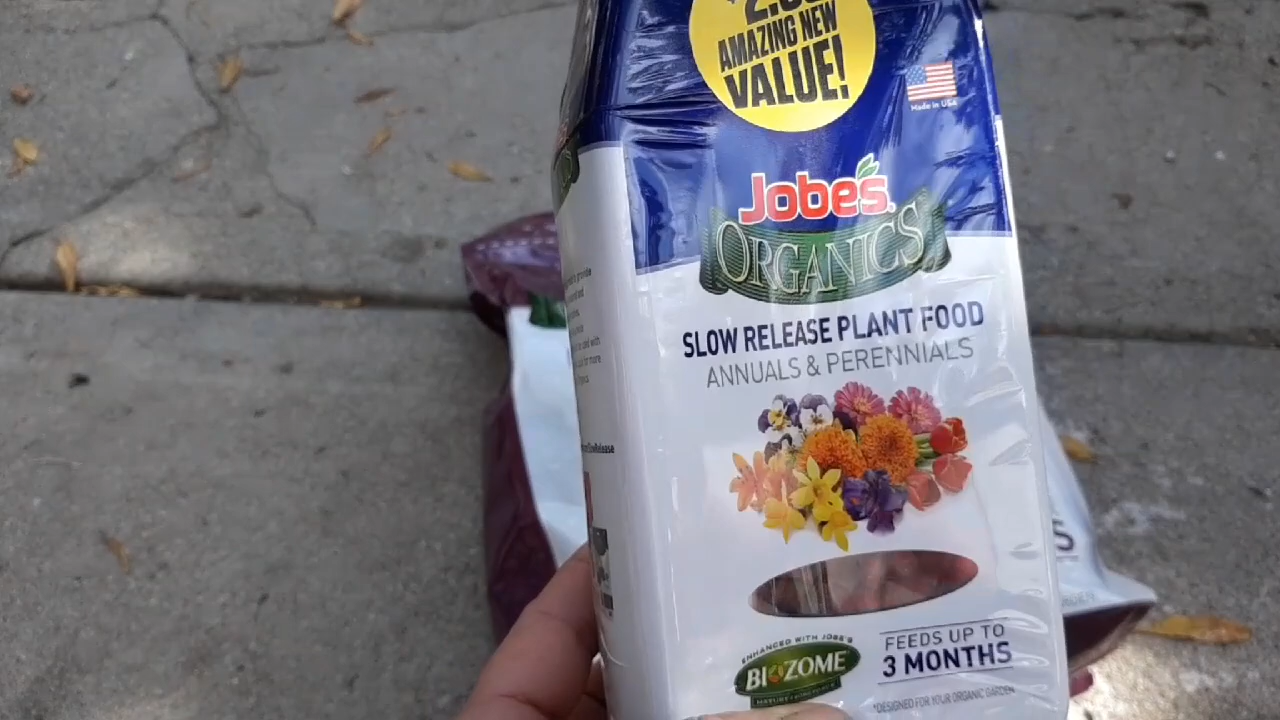 AMAZING NEW
VALUE!
Made in USA
Jobe's
ORGANICS
SLOW RELEASE PLANT FOOD
ANNUALS & PERENNIALS
ENHANCED WITH JOBE'S
BIOZOME
FEEDS UP TO
3 MONTHS
*DESIGNED FOR YOUR ORGANIC GARDEN
S